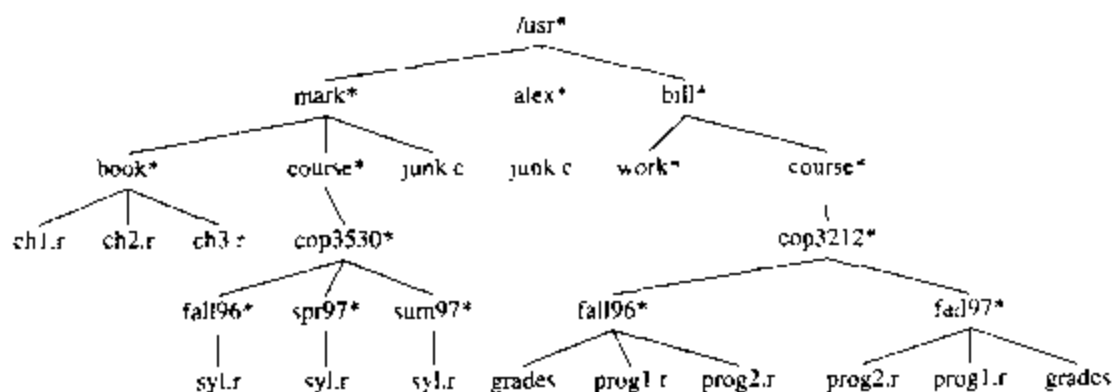 /usr*
mark* alex* bill*
book* course* junk c junk c work* course*
ch1.r ch2.r ch3 r cop3530* cop3212*
fall96* spr97* sum97* fall96* fall97*
syl.r syl.r syl.r grades prog1 r prog2.r prog2.r prog1.r grades